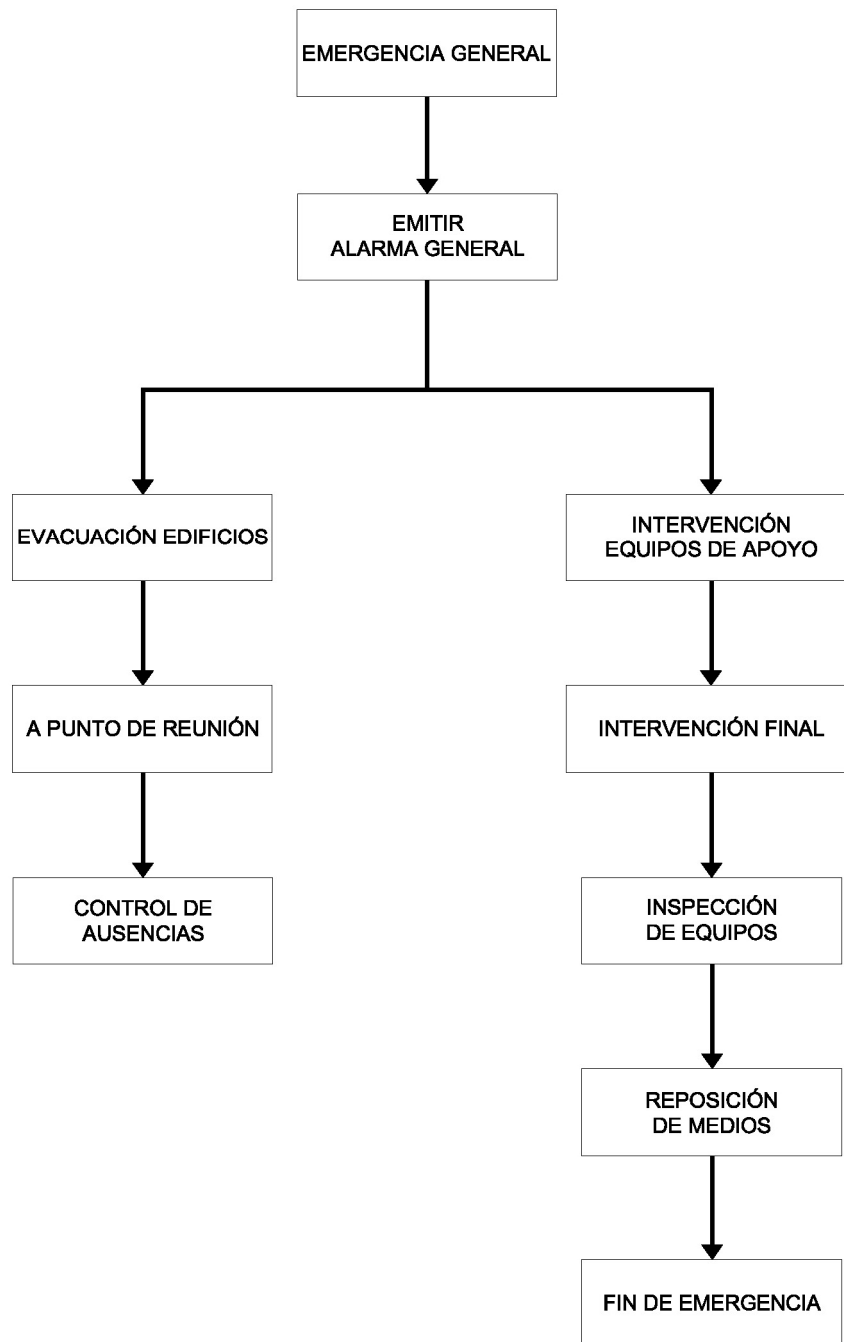 EMERGENCIA GENERAL
EMITIR
ALARMA GENERAL
EVACUACIÓN EDIFICIOS
INTERVENCIÓN
EQUIPOS DE APOYO
A PUNTO DE REUNIÓN
INTERVENCIÓN FINAL
CONTROL DE
AUSENCIAS
INSPECCIÓN
DE EQUIPOS
REPOSICIÓN
DE MEDIOS
FIN DE EMERGENCIA